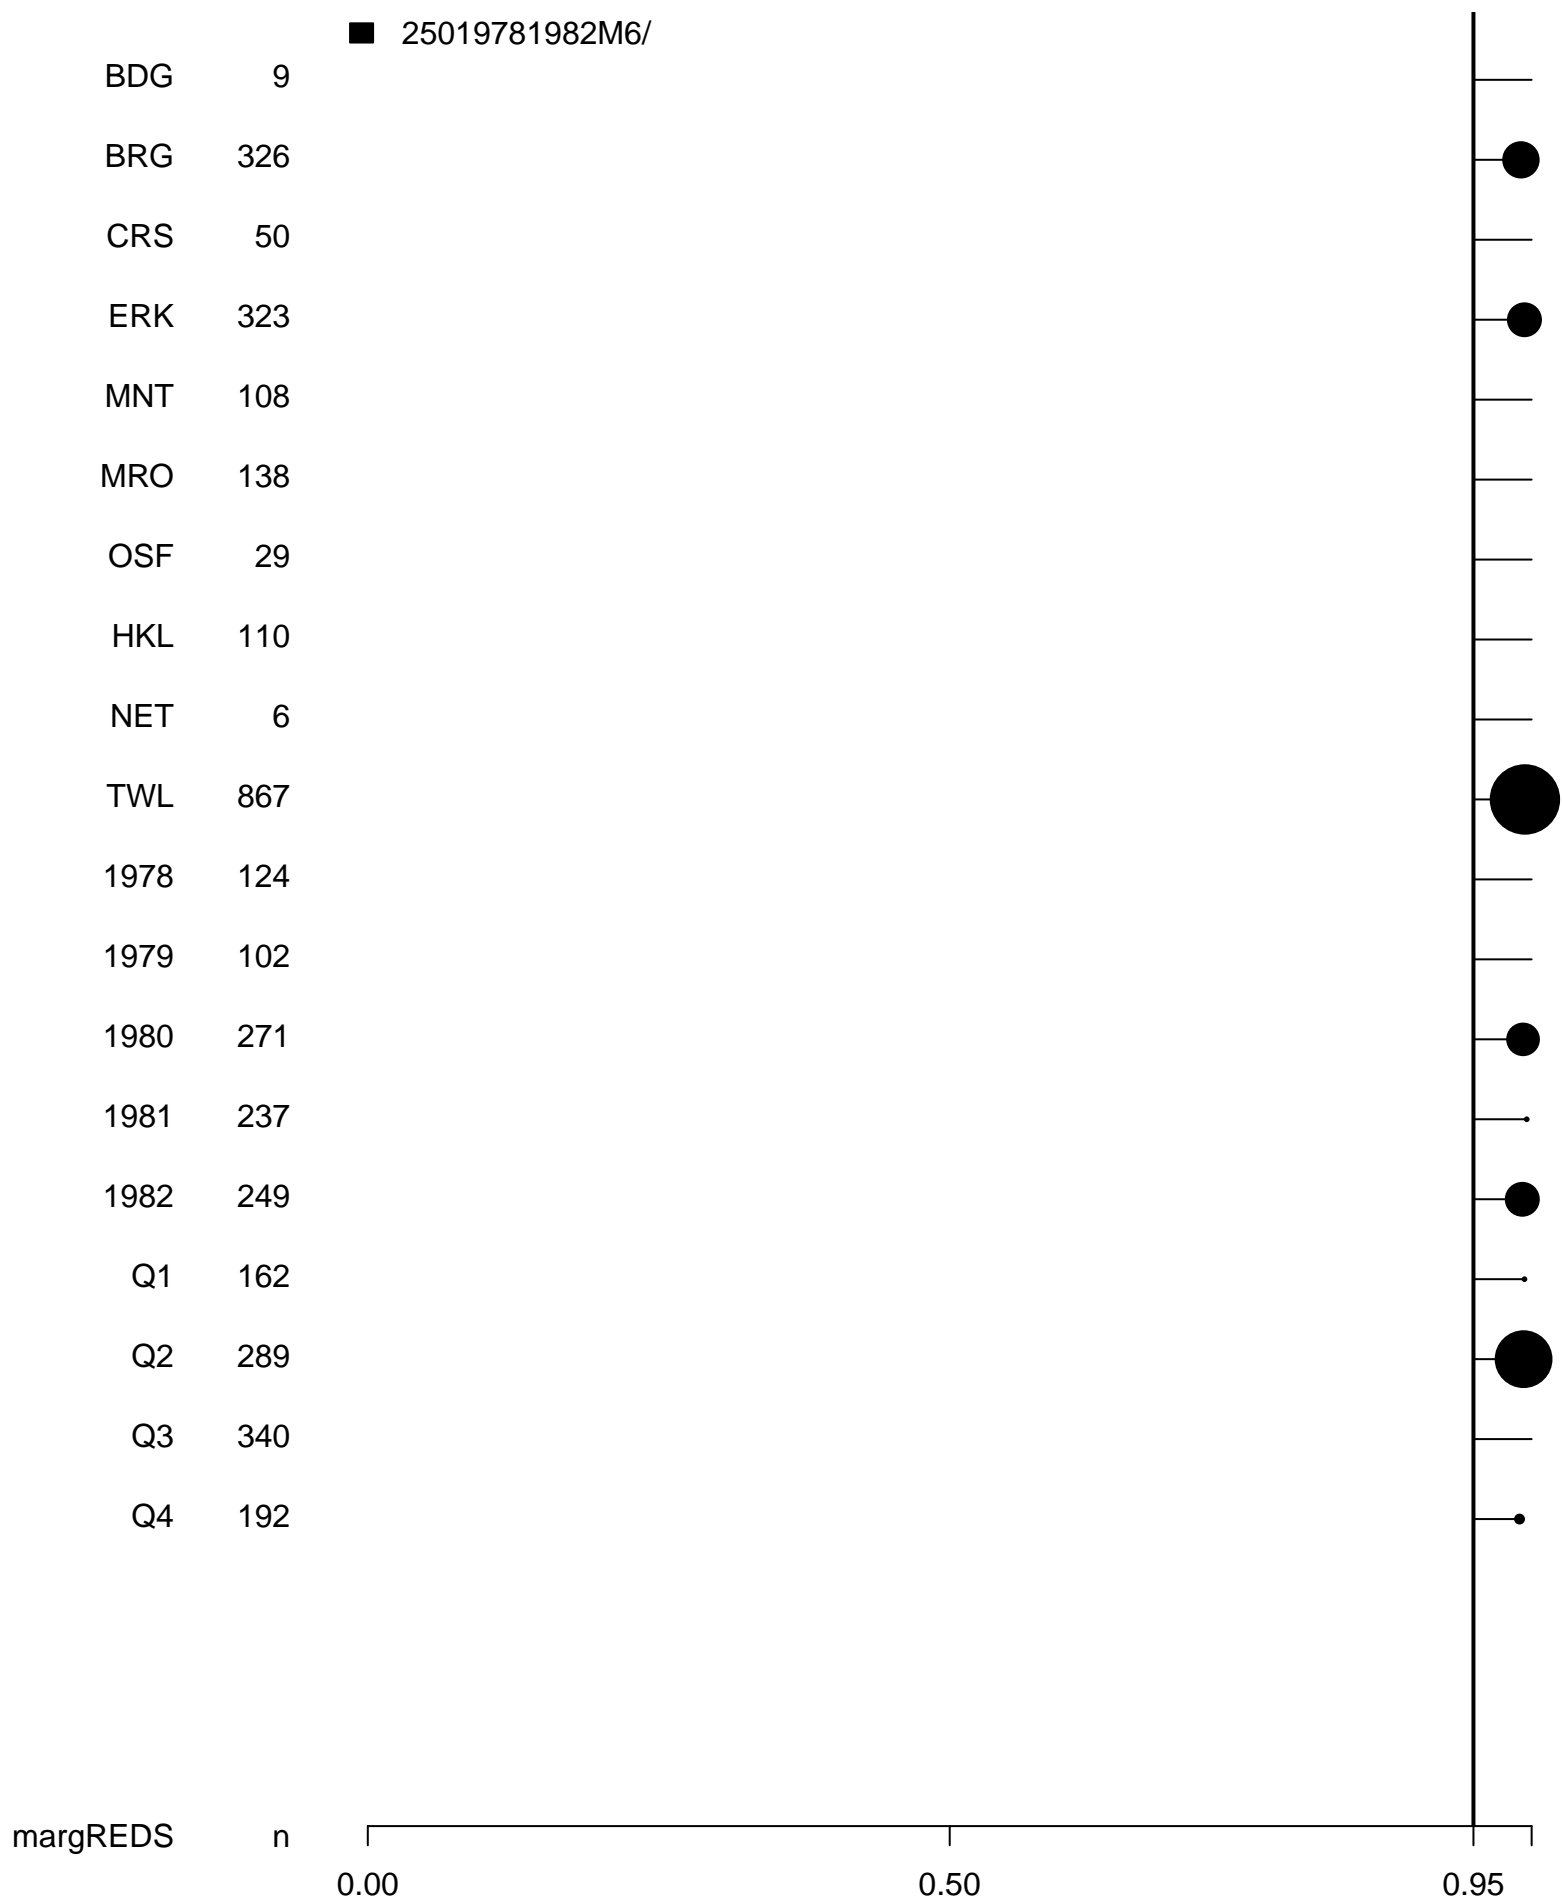 25019781982M6/
BDG 9
BRG 326
CRS 50
ERK 323
MNT 108
MRO 138
OSF 29
HKL 110
NET 6
TWL 867
1978 124
1979 102
1980 271
1981 237
1982 249
Q1 162
Q2 289
Q3 340
Q4 192
margREDS n
0.00 0.50 0.95